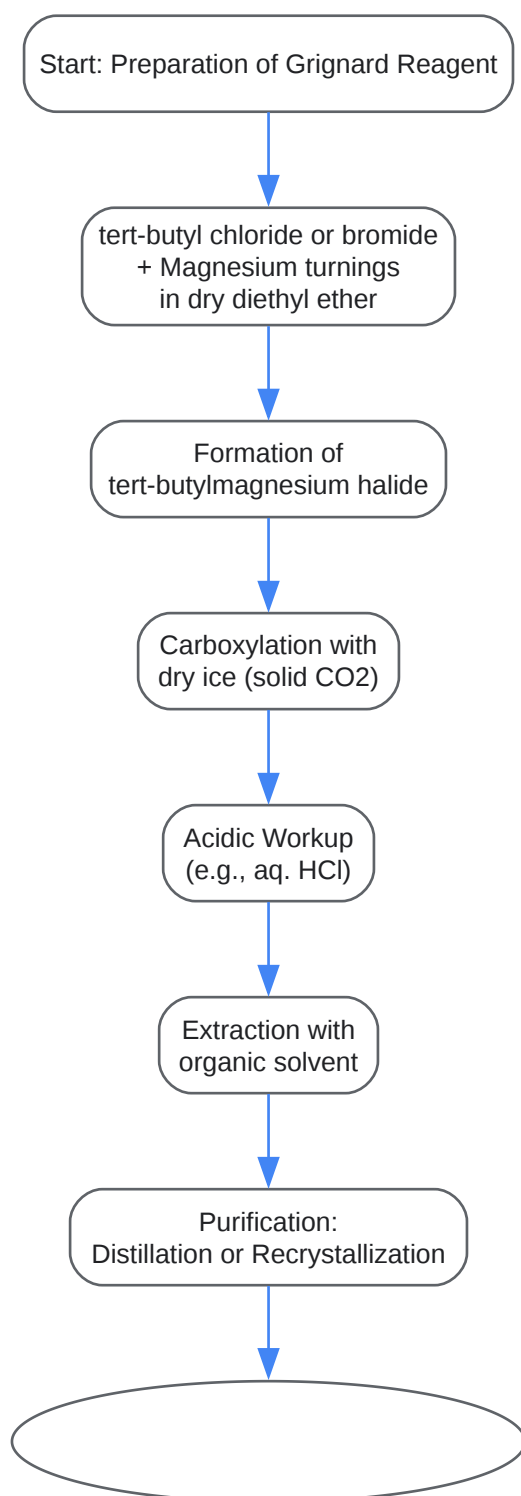 Start: Preparation of Grignard Reagent
tert-butyl chloride or bromide
+ Magnesium turnings
in dry diethyl ether
Formation of
tert-butylmagnesium halide
Carboxylation with
dry ice (solid CO2)
Acidic Workup
(e.g., aq. HCl)
Extraction with
organic solvent
Purification:
Distillation or Recrystallization